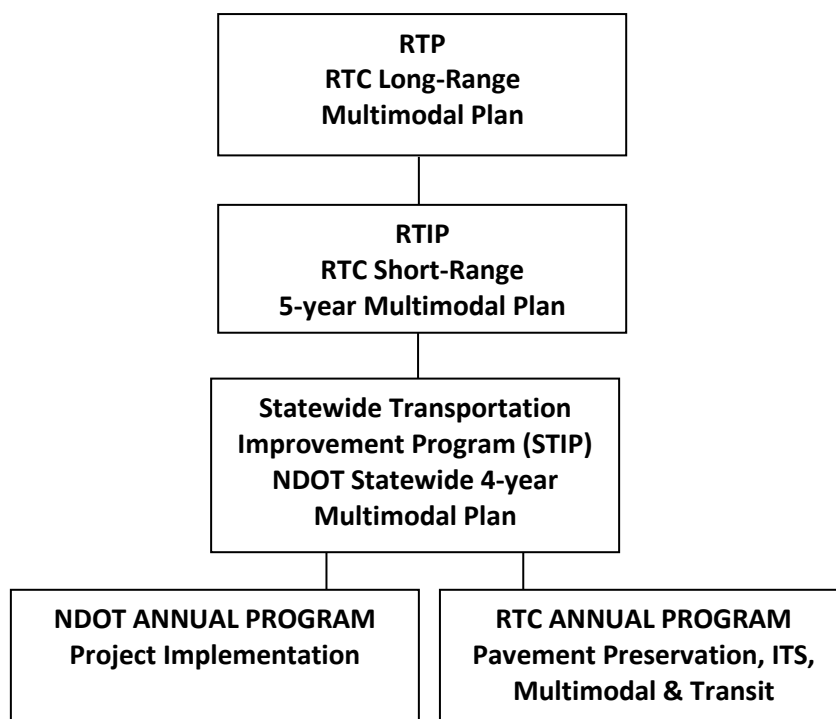 RTP
RTC Long-Range
Multimodal Plan
RTIP
RTC Short-Range
5-year Multimodal Plan
Statewide Transportation
Improvement Program (STIP)
NDOT Statewide 4-year
Multimodal Plan
NDOT ANNUAL PROGRAM
Project Implementation
RTC ANNUAL PROGRAM
Pavement Preservation, ITS,
Multimodal & Transit